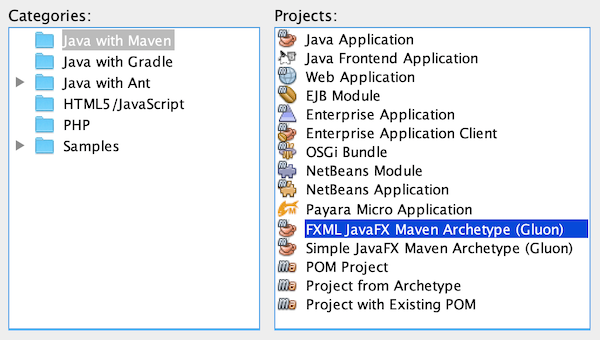 Categories:
Java with Maven
Java with Gradle
Java with Ant
HTML5/JavaScript
PHP
Samples
Projects:
Java Application
Java Frontend Application
Web Application
EJB Module
Enterprise Application
Enterprise Application Client
OSGi Bundle
NetBeans Module
NetBeans Application
Payara Micro Application
FXML JavaFX Maven Archetype (Gluon)
Simple JavaFX Maven Archetype (Gluon)
POM Project
Project from Archetype
Project with Existing POM